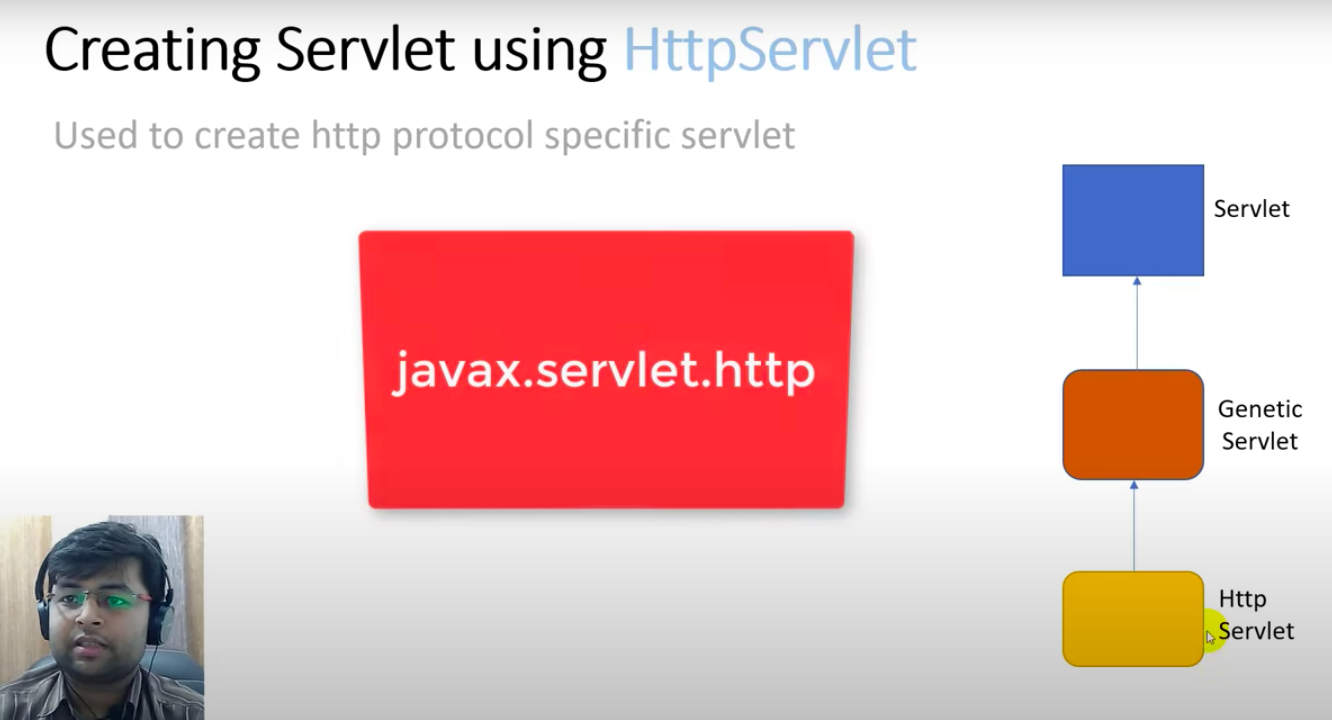 Creating Servlet using HttpServlet
Used to create http protocol specific servlet
javax.servlet.http
Servlet
Genetic
Servlet
Http
Servlet